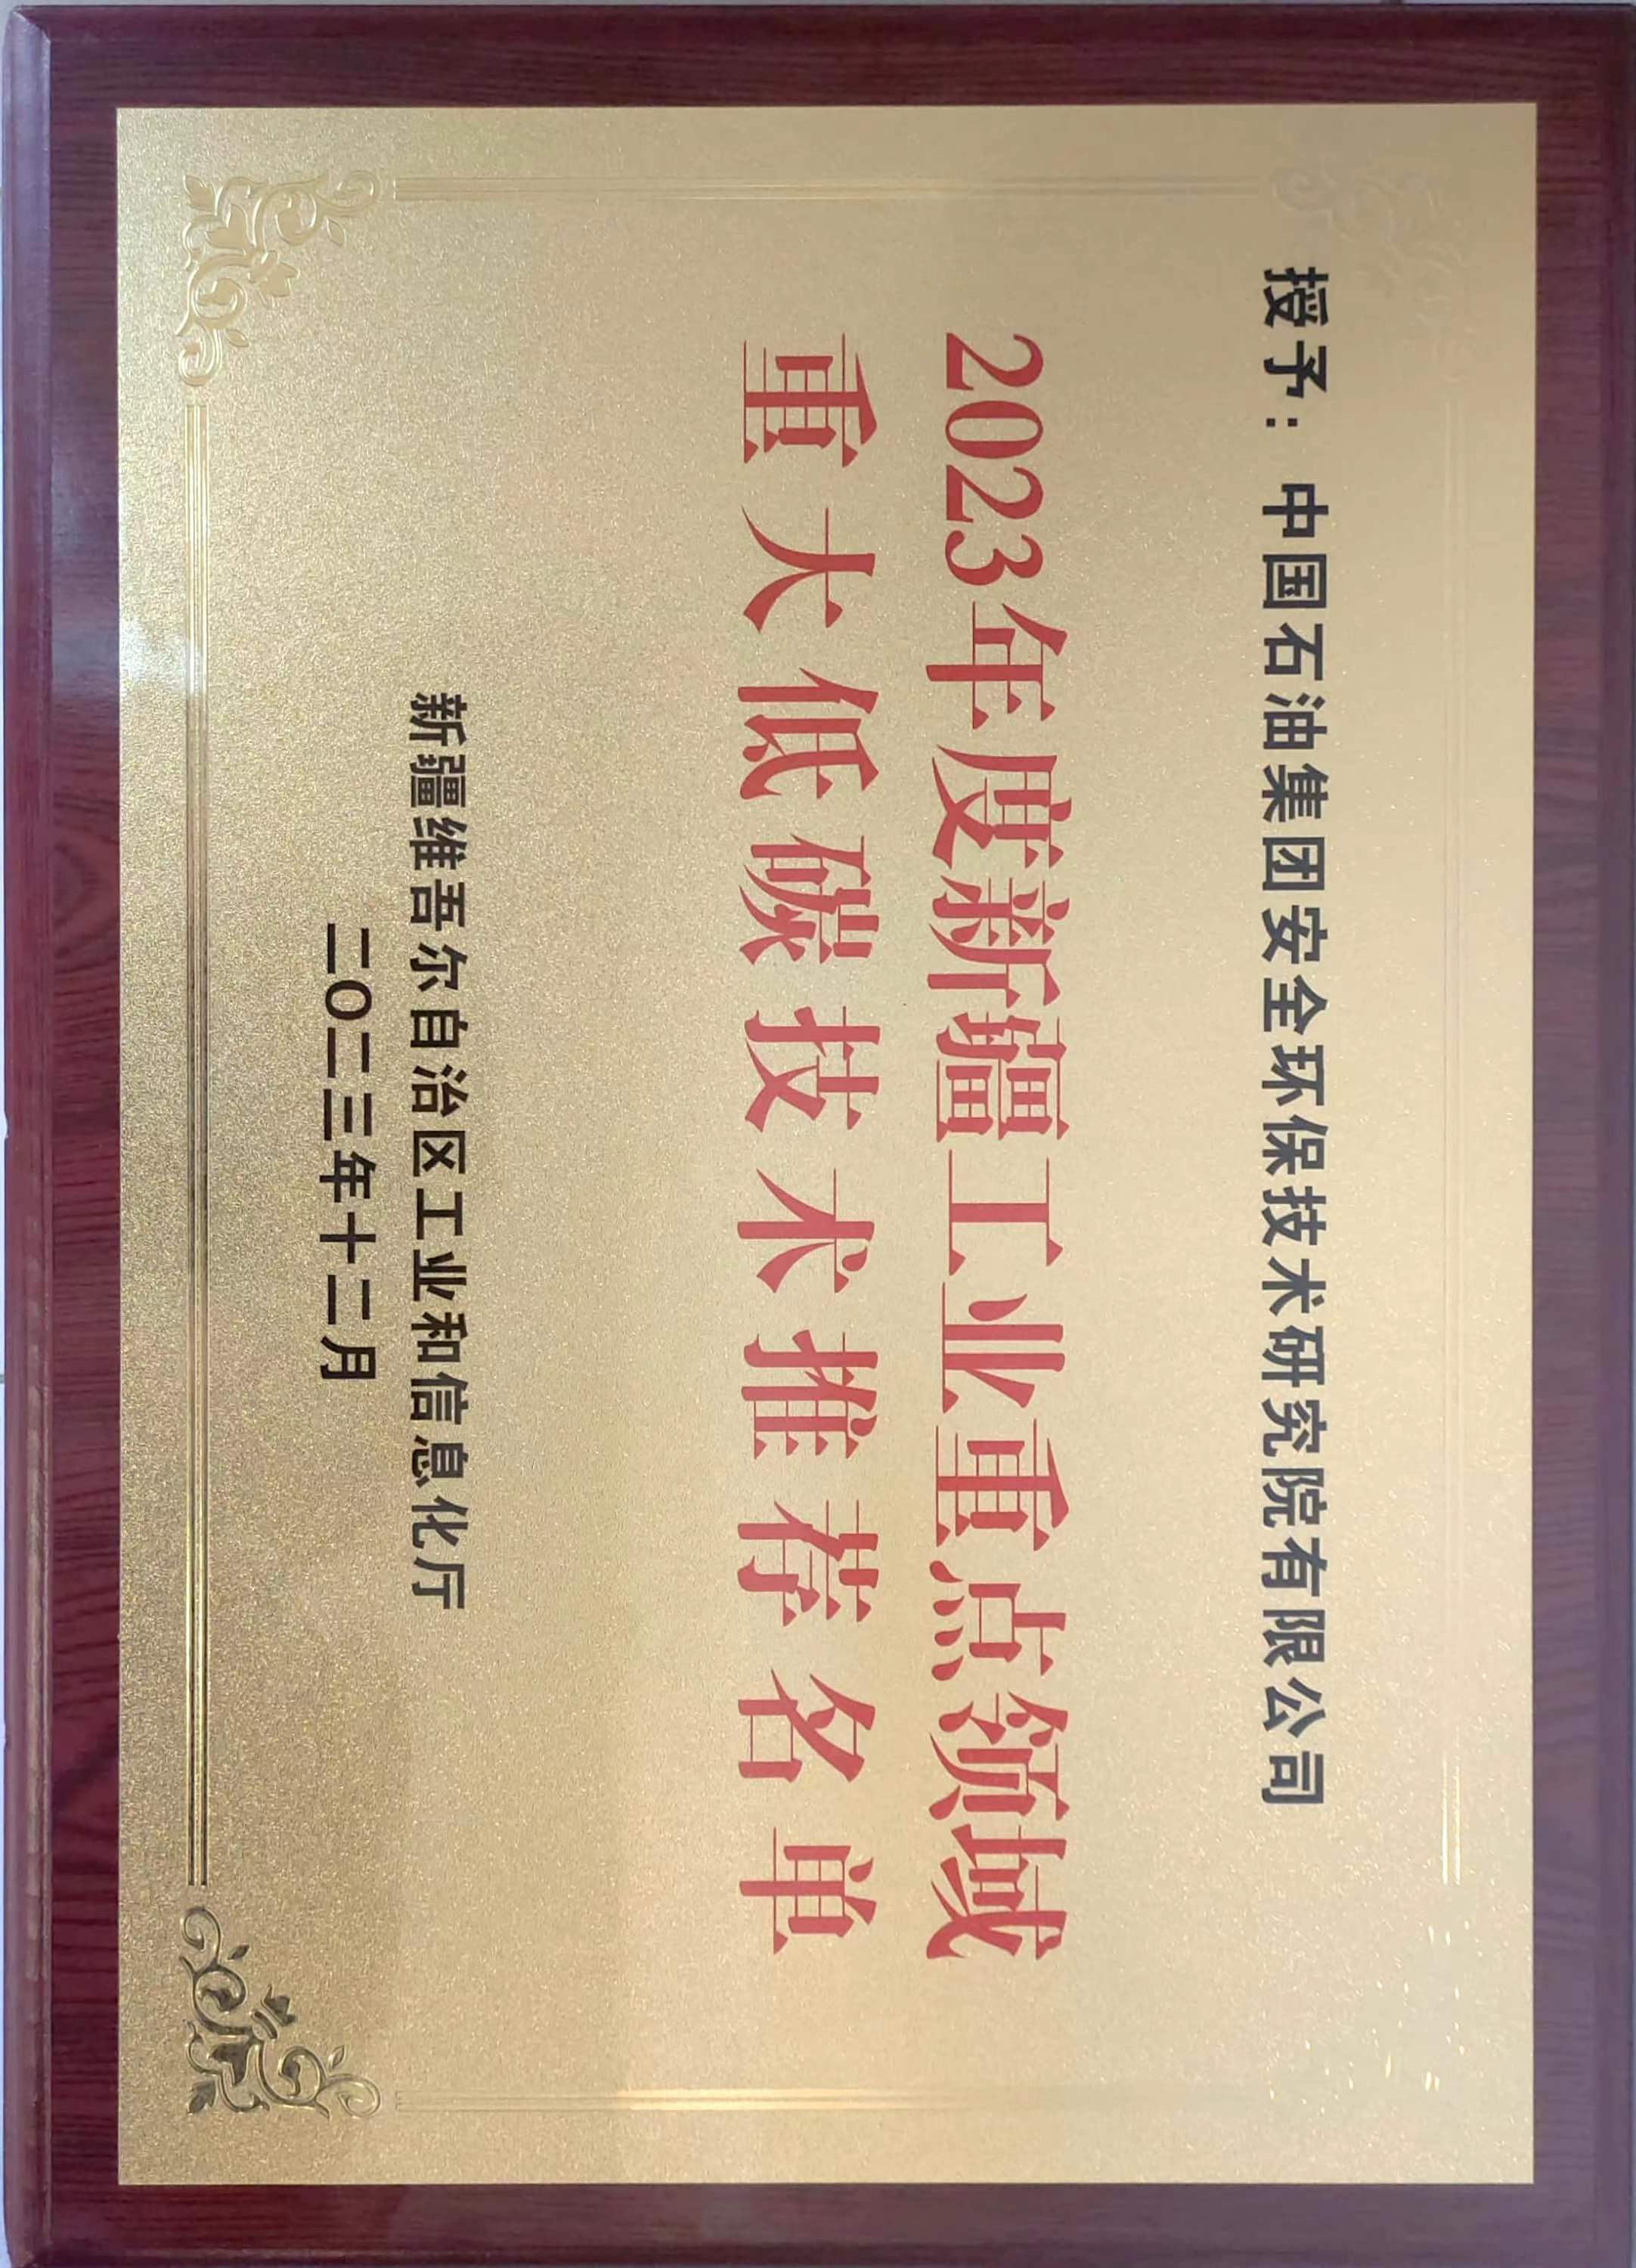 授予：中国石油集团安全环保技术研究院有限公司
2023年度新疆工业重点领域
重大低碳技术推荐名单
新疆维吾尔自治区工业和信息化厅
二〇二三年十二月